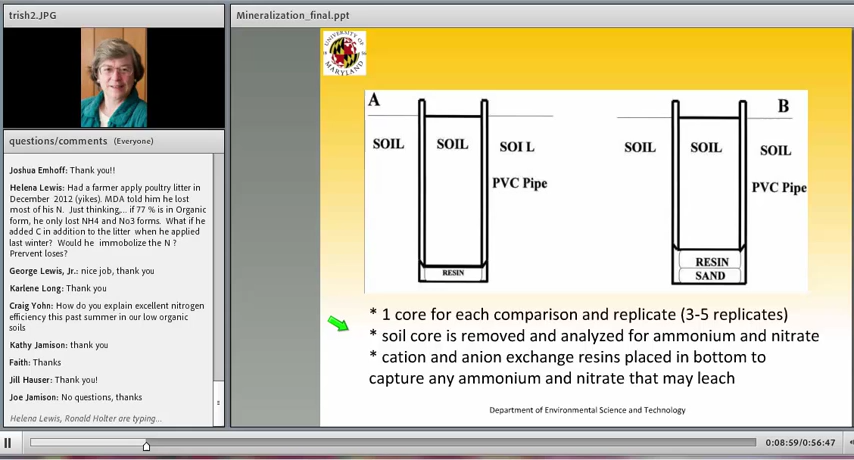 trish2.JPG
Mineralization_final.ppt
questions/comments (Everyone)
Joshua Emhoff: Thank you!!
Helena Lewis: Had a farmer apply poultry litter in
December 2012 (yikes). MDA told him he lost
most of his N. Just thinking,... if 77 % is in Organic
form, he only lost NH4 and No3 forms. What if he
added C in addition to the litter when he applied
last winter? Would he immobilize the N ?
Prervent loses?
George Lewis, Jr.: nice job, thank you
Karlene Long: Thank you
Craig Yohn: How do you explain excellent nitrogen
efficiency this past summer in our low organic
soils
Kathy Jamison: thank you
Faith: Thanks
Jill Hauser: Thank you!
Joe Jamison: No questions, thanks
Helena Lewis, Ronald Holter are typing...
UNIVERSITY OF
MARYLAND
A
SOIL
SOIL
SOI L
PVC Pipe
RESIN
B
SOIL
SOIL
SOIL
PVC Pipe
RESIN
SAND
* 1 core for each comparison and replicate (3-5 replicates)
* soil core is removed and analyzed for ammonium and nitrate
* cation and anion exchange resins placed in bottom to
capture any ammonium and nitrate that may leach
Department of Environmental Science and Technology
0:08:59/0:56:47